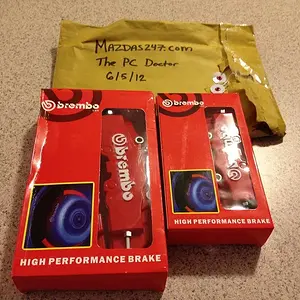 MAZDAS247.com
The PC Doctor
6/5/12
brembo
brembo
brembo
HIGH PERFORMANCE BRAKE
HIGH PERFORMANCE BRAKE